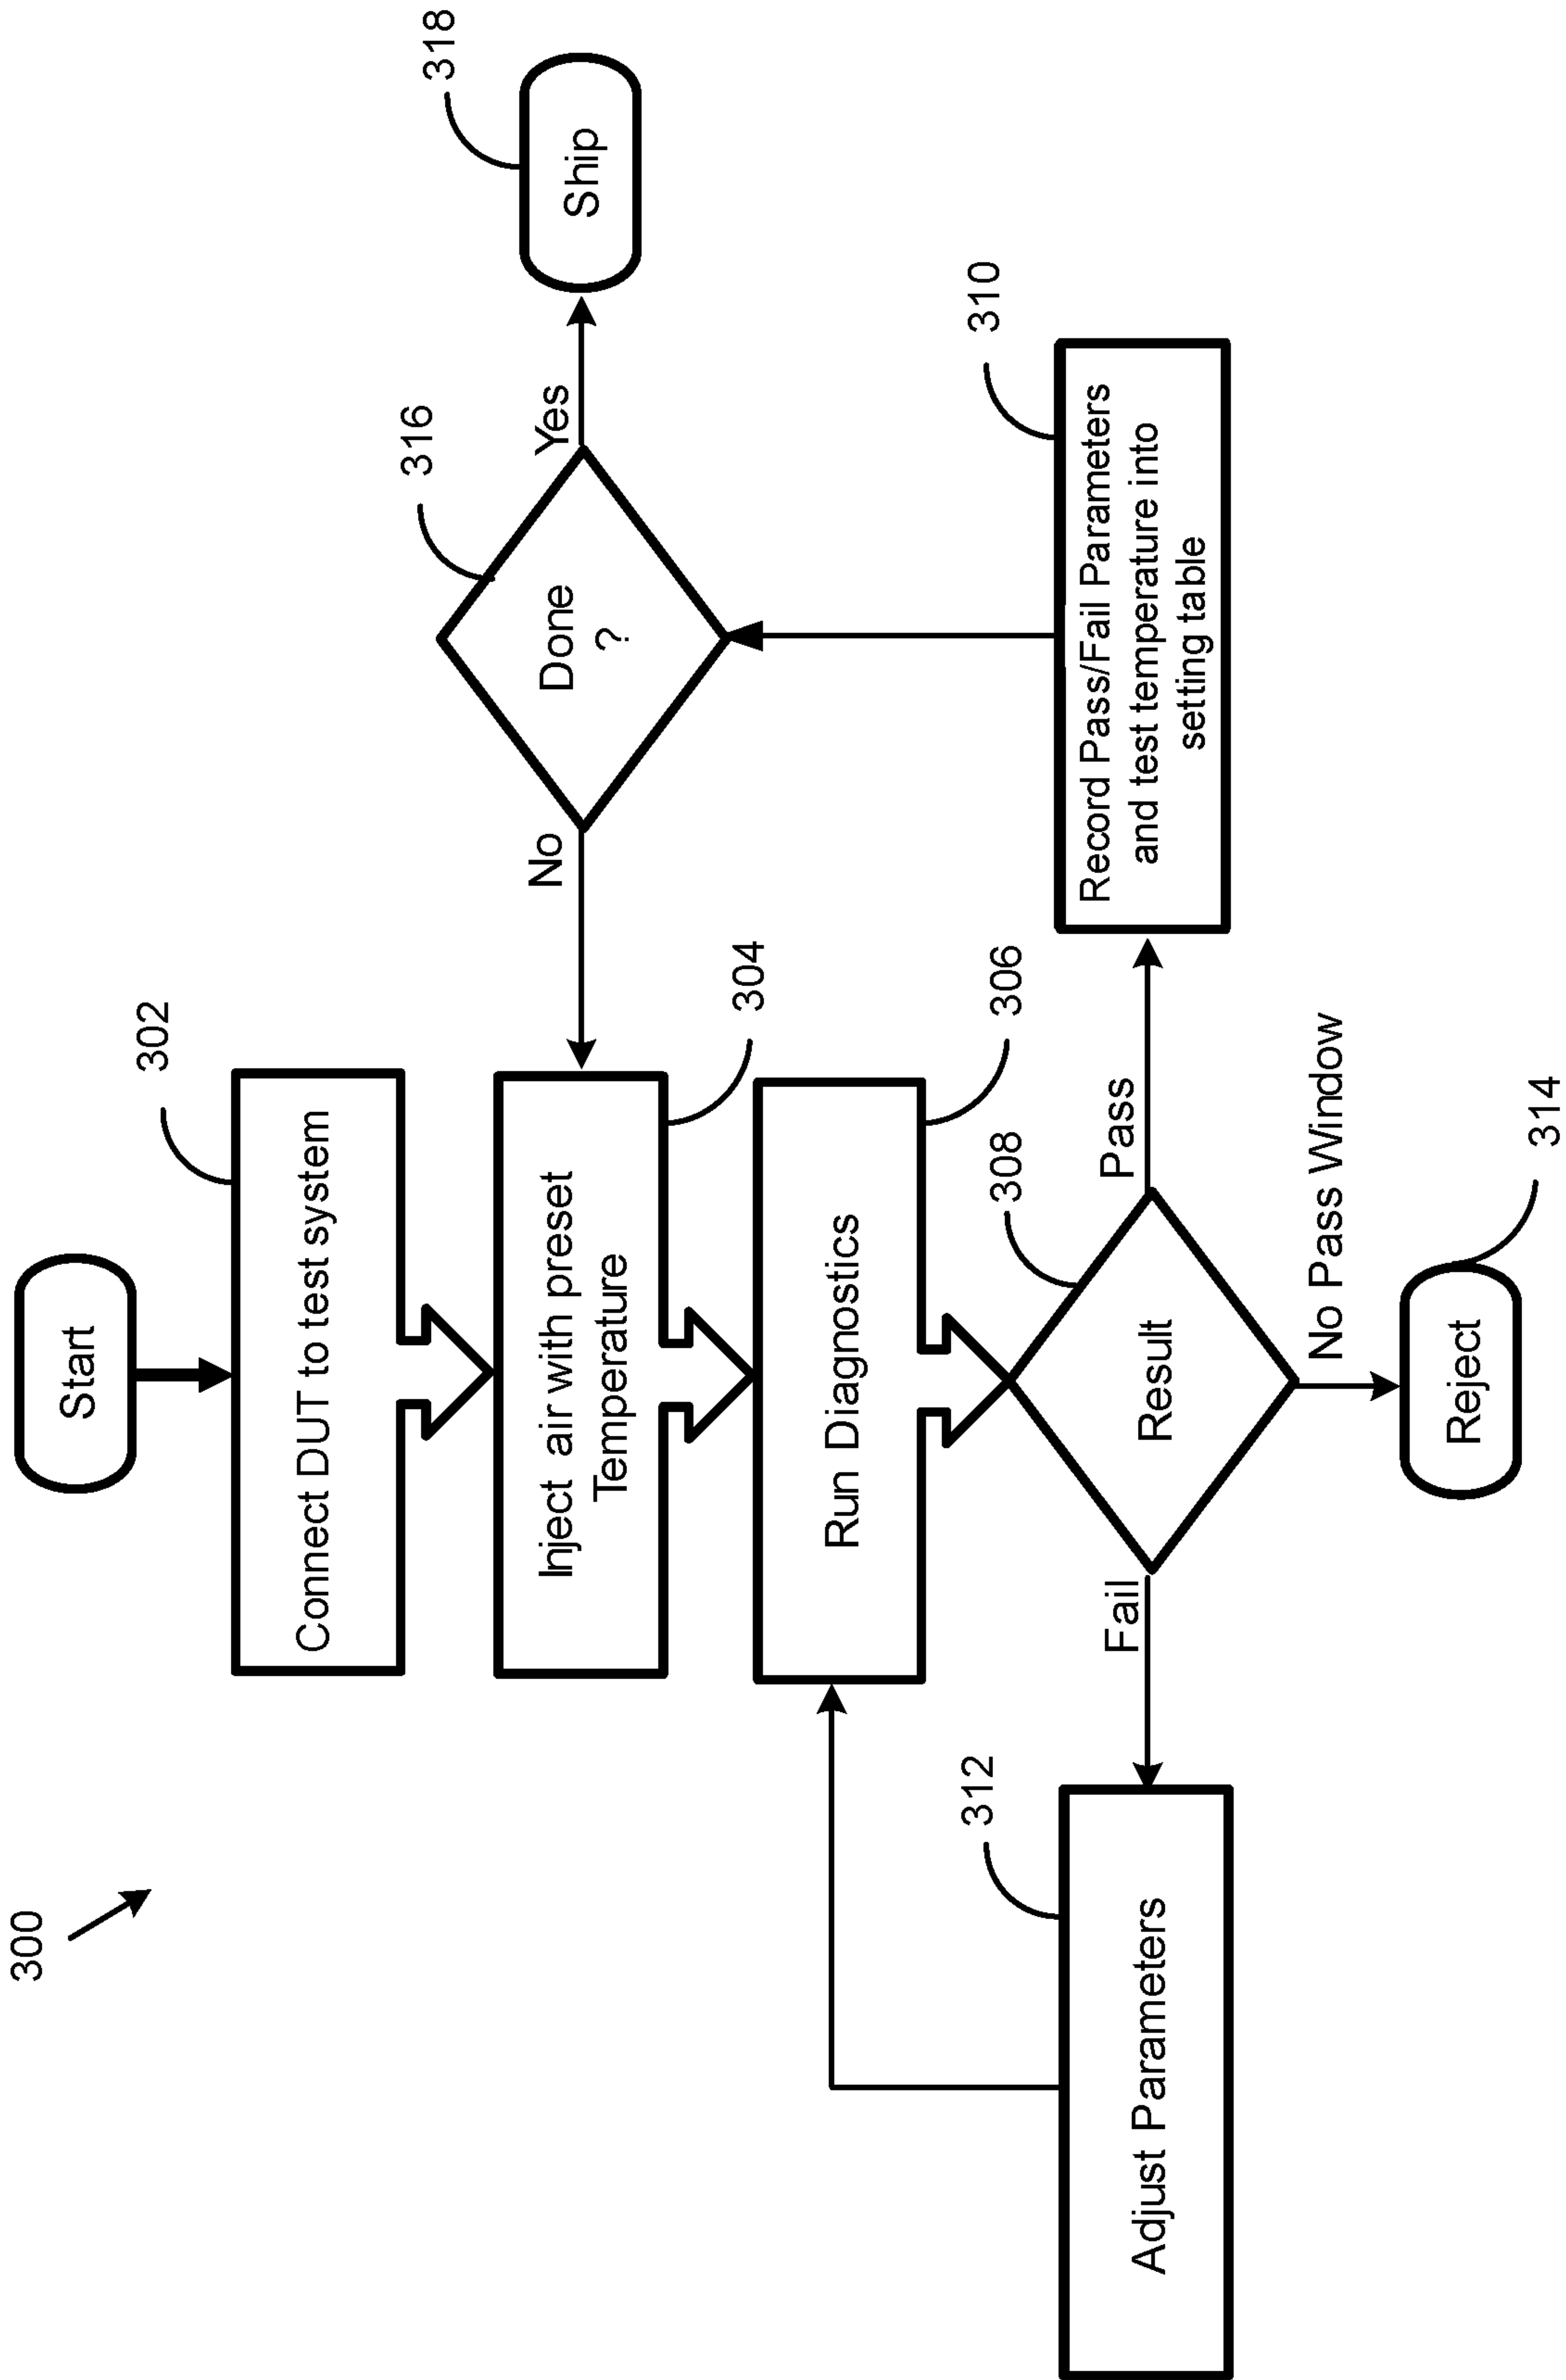 300
Start
302
Connect DUT to test system
Inject air with preset
Temperature
304
No
Done
?
316
Yes
Ship
318
Run Diagnostics
306
308
Result
Fail
312
Adjust Parameters
Pass
310
Record Pass/Fail Parameters
and test temperature into
setting table
No Pass Window
Reject
314